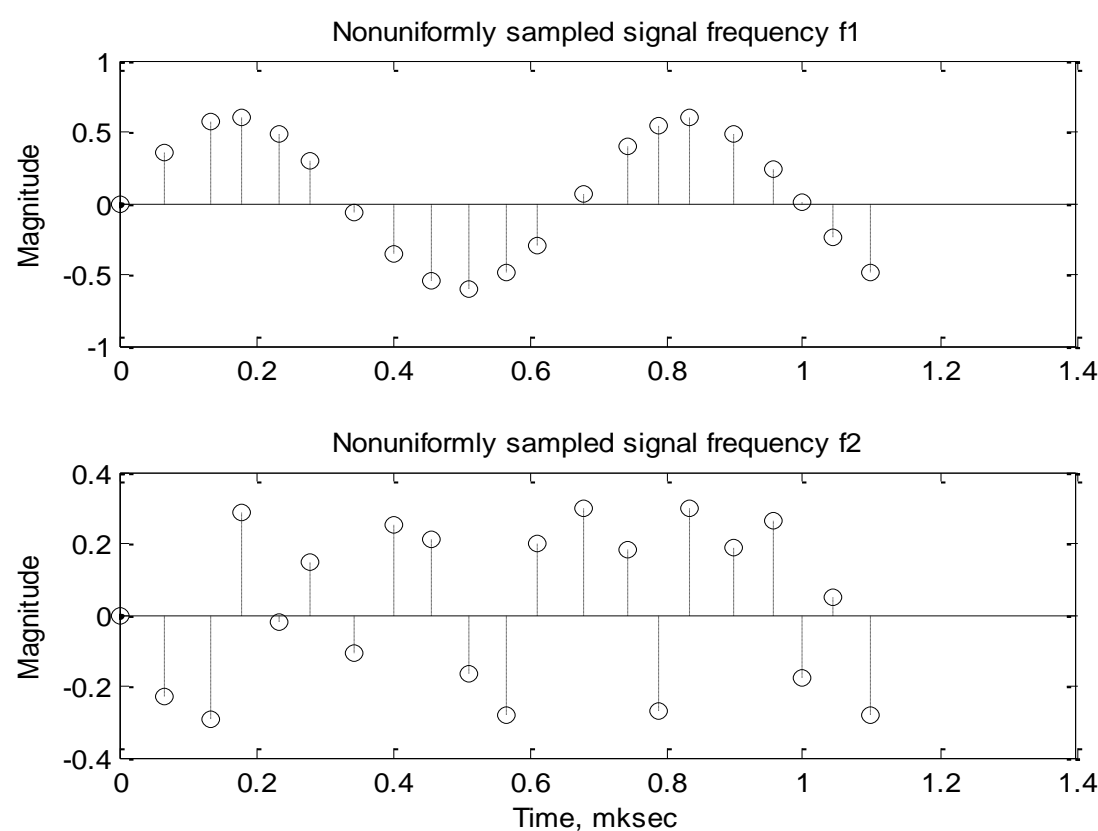 Nonuniformly sampled signal frequency f1
1
0.5
0
-0.5
-1
Magnitude
0 0.2 0.4 0.6 0.8 1 1.2 1.4
Nonuniformly sampled signal frequency f2
0.4
0.2
0
-0.2
-0.4
Magnitude
0 0.2 0.4 0.6 0.8 1 1.2 1.4
Time, mksec